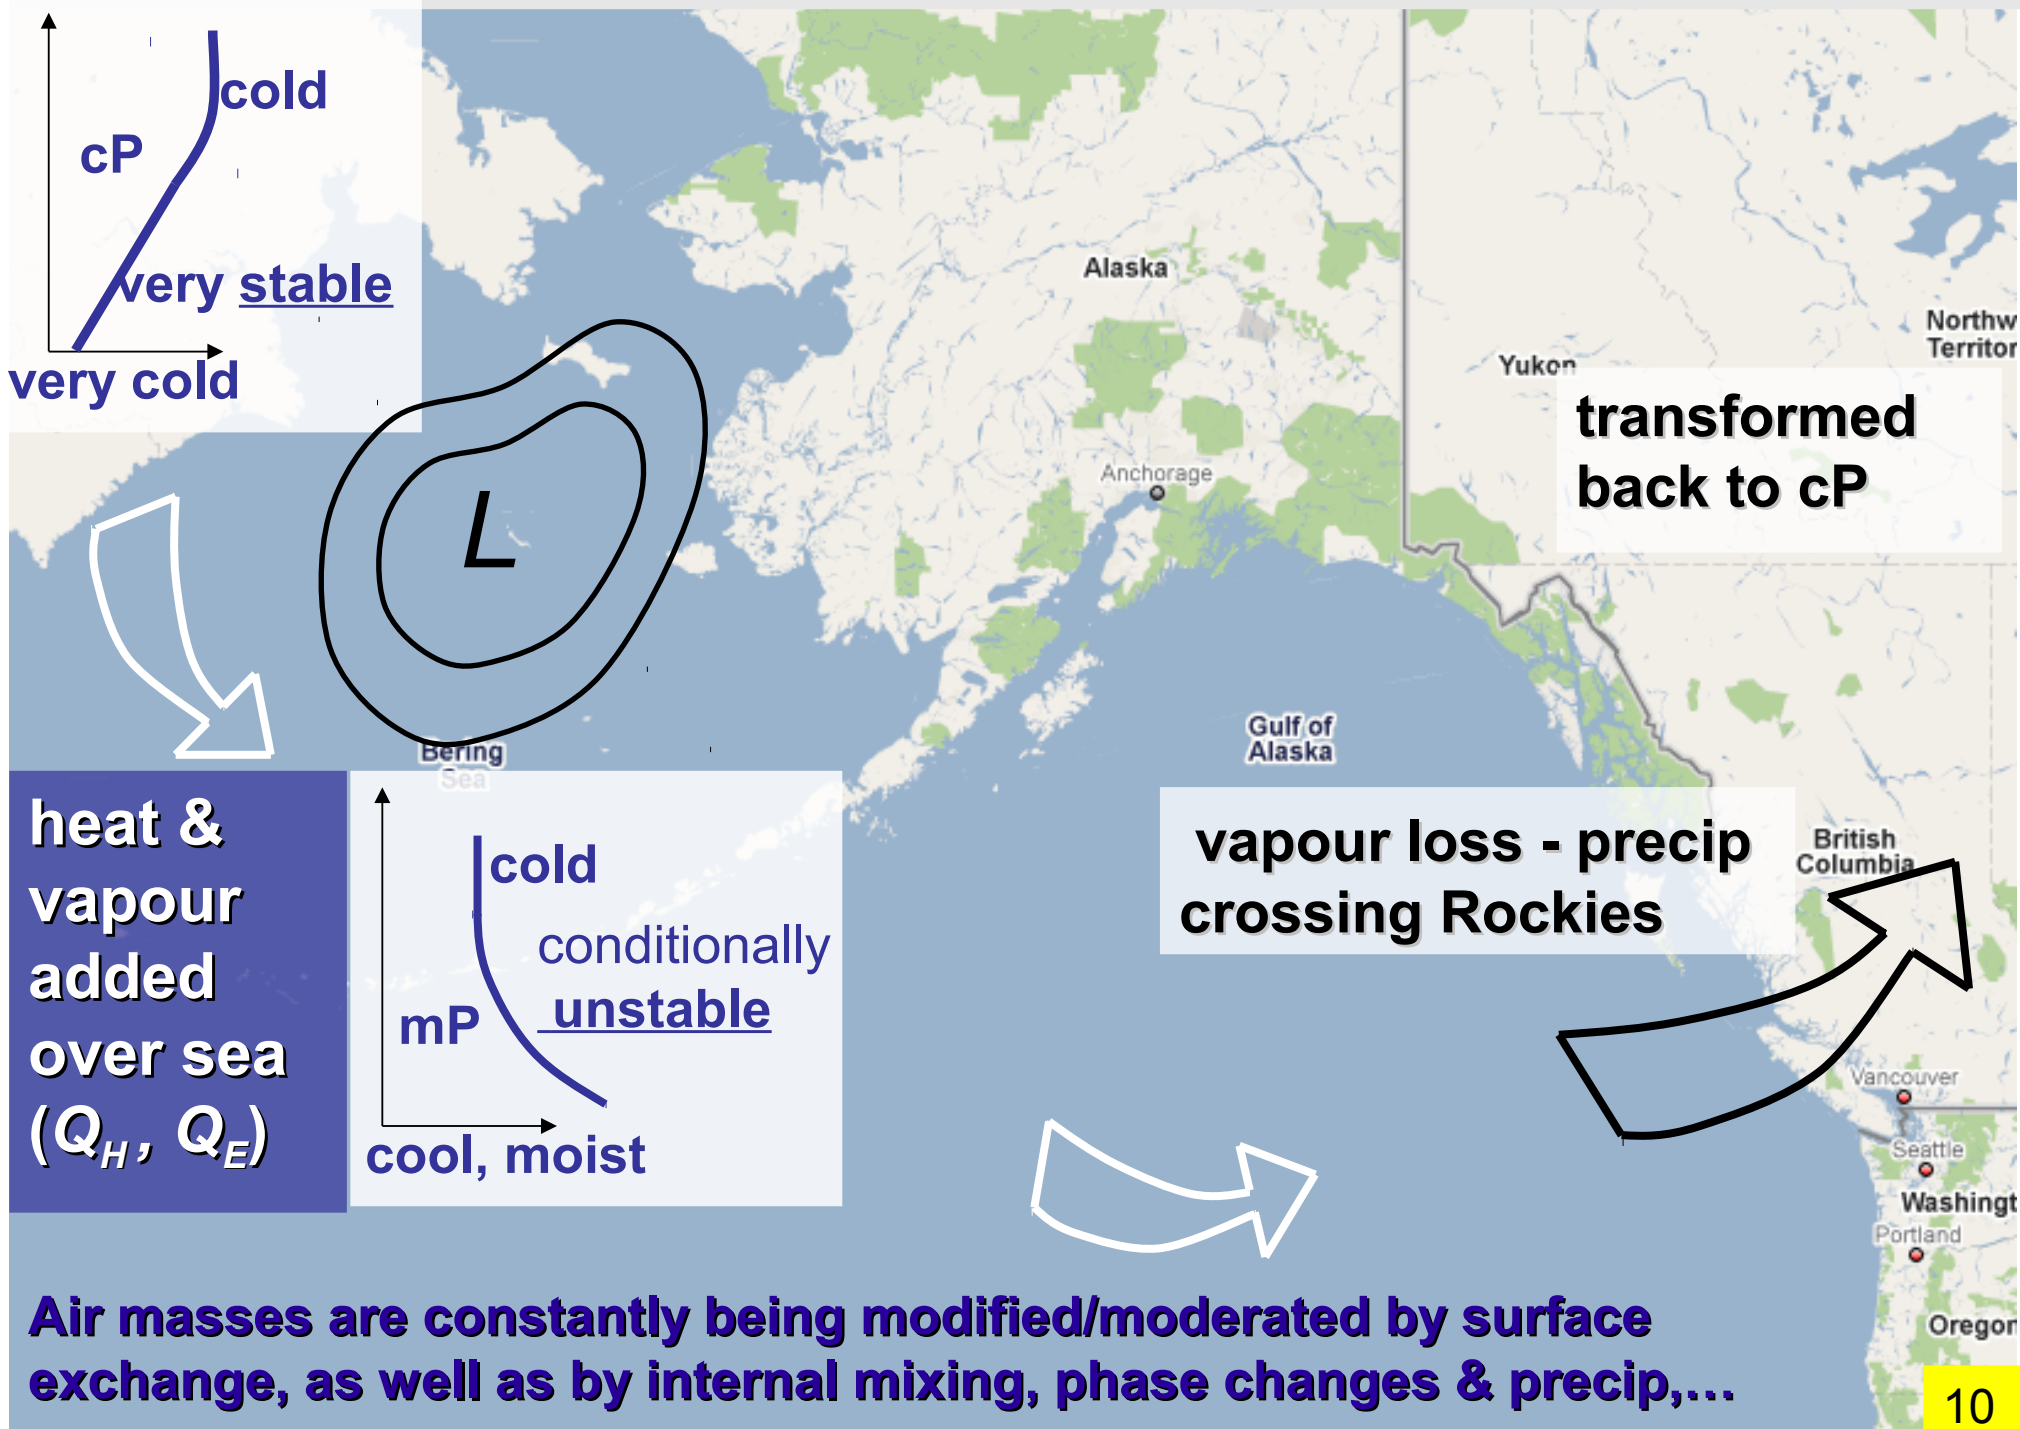 cold
cP
very stable
very cold
Alaska
Yukon
Northw
Territor
transformed
back to cP
Anchorage
L
Bering
Sea
Gulf of
Alaska
heat &
vapour
added
over sea
(QH, QE)
cold
conditionally
unstable
mP
cool, moist
vapour loss - precip
crossing Rockies
British
Columbia
Vancouver
Seattle
Washingt
Portland
Oregon
Air masses are constantly being modified/moderated by surface
exchange, as well as by internal mixing, phase changes & precip,…
10